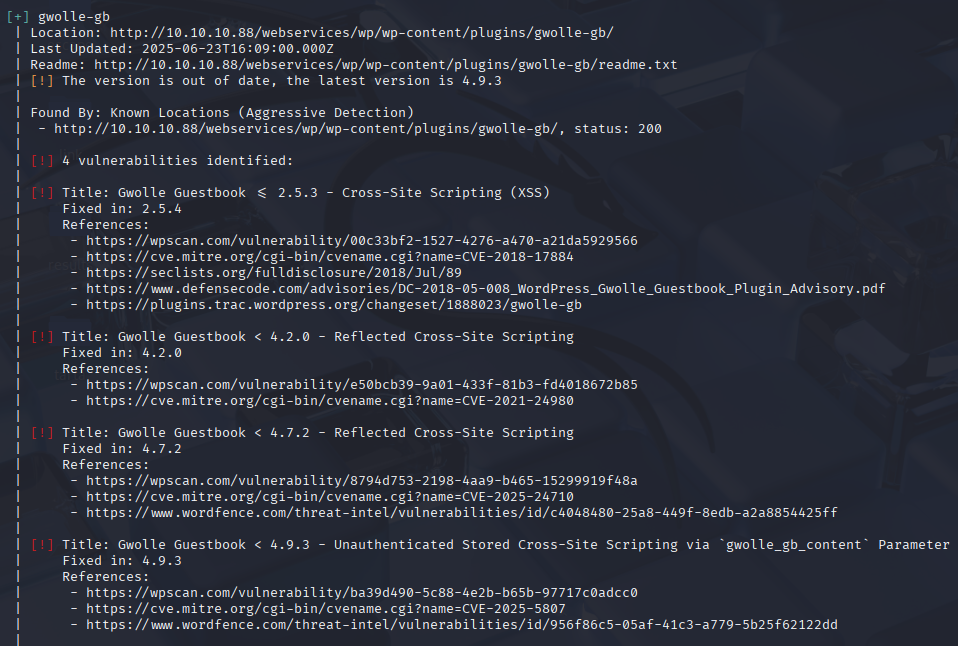 [+] gwolle-gb
| Location: http://10.10.10.88/webservices/wp/wp-content/plugins/gwolle-gb/
| Last Updated: 2025-06-23T16:09:00.000Z
| Readme: http://10.10.10.88/webservices/wp/wp-content/plugins/gwolle-gb/readme.txt
| [!] The version is out of date, the latest version is 4.9.3
|
| Found By: Known Locations (Aggressive Detection)
|  - http://10.10.10.88/webservices/wp/wp-content/plugins/gwolle-gb/, status: 200
|
| [!] 4 vulnerabilities identified:
|
| [!] Title: Gwolle Guestbook <= 2.5.3 - Cross-Site Scripting (XSS)
|     Fixed in: 2.5.4
|     References:
|      - https://wpscan.com/vulnerability/00c33bf2-1527-4276-a470-a21da5929566
|      - https://cve.mitre.org/cgi-bin/cvename.cgi?name=CVE-2018-17884
|      - https://seclists.org/fulldisclosure/2018/Jul/89
|      - https://www.defensecode.com/advisories/DC-2018-05-008_WordPress_Gwolle_Guestbook_Plugin_Advisory.pdf
|      - https://plugins.trac.wordpress.org/changeset/1888023/gwolle-gb
|
| [!] Title: Gwolle Guestbook < 4.2.0 - Reflected Cross-Site Scripting
|     Fixed in: 4.2.0
|     References:
|      - https://wpscan.com/vulnerability/e50bcb39-9a01-433f-81b3-fd4018672b85
|      - https://cve.mitre.org/cgi-bin/cvename.cgi?name=CVE-2021-24980
|
| [!] Title: Gwolle Guestbook < 4.7.2 - Reflected Cross-Site Scripting
|     Fixed in: 4.7.2
|     References:
|      - https://wpscan.com/vulnerability/8794d753-2198-4aa9-b465-15299919f48a
|      - https://cve.mitre.org/cgi-bin/cvename.cgi?name=CVE-2025-24710
|      - https://www.wordfence.com/threat-intel/vulnerabilities/id/c4048480-25a8-449f-8edb-a2a8854425ff
|
| [!] Title: Gwolle Guestbook < 4.9.3 - Unauthenticated Stored Cross-Site Scripting via `gwolle_gb_content` Parameter
|     Fixed in: 4.9.3
|     References:
|      - https://wpscan.com/vulnerability/ba39d490-5c88-4e2b-b65b-97717c0adcc0
|      - https://cve.mitre.org/cgi-bin/cvename.cgi?name=CVE-2025-5807
|      - https://www.wordfence.com/threat-intel/vulnerabilities/id/956f86c5-05af-41c3-a779-5b25f62122dd
|